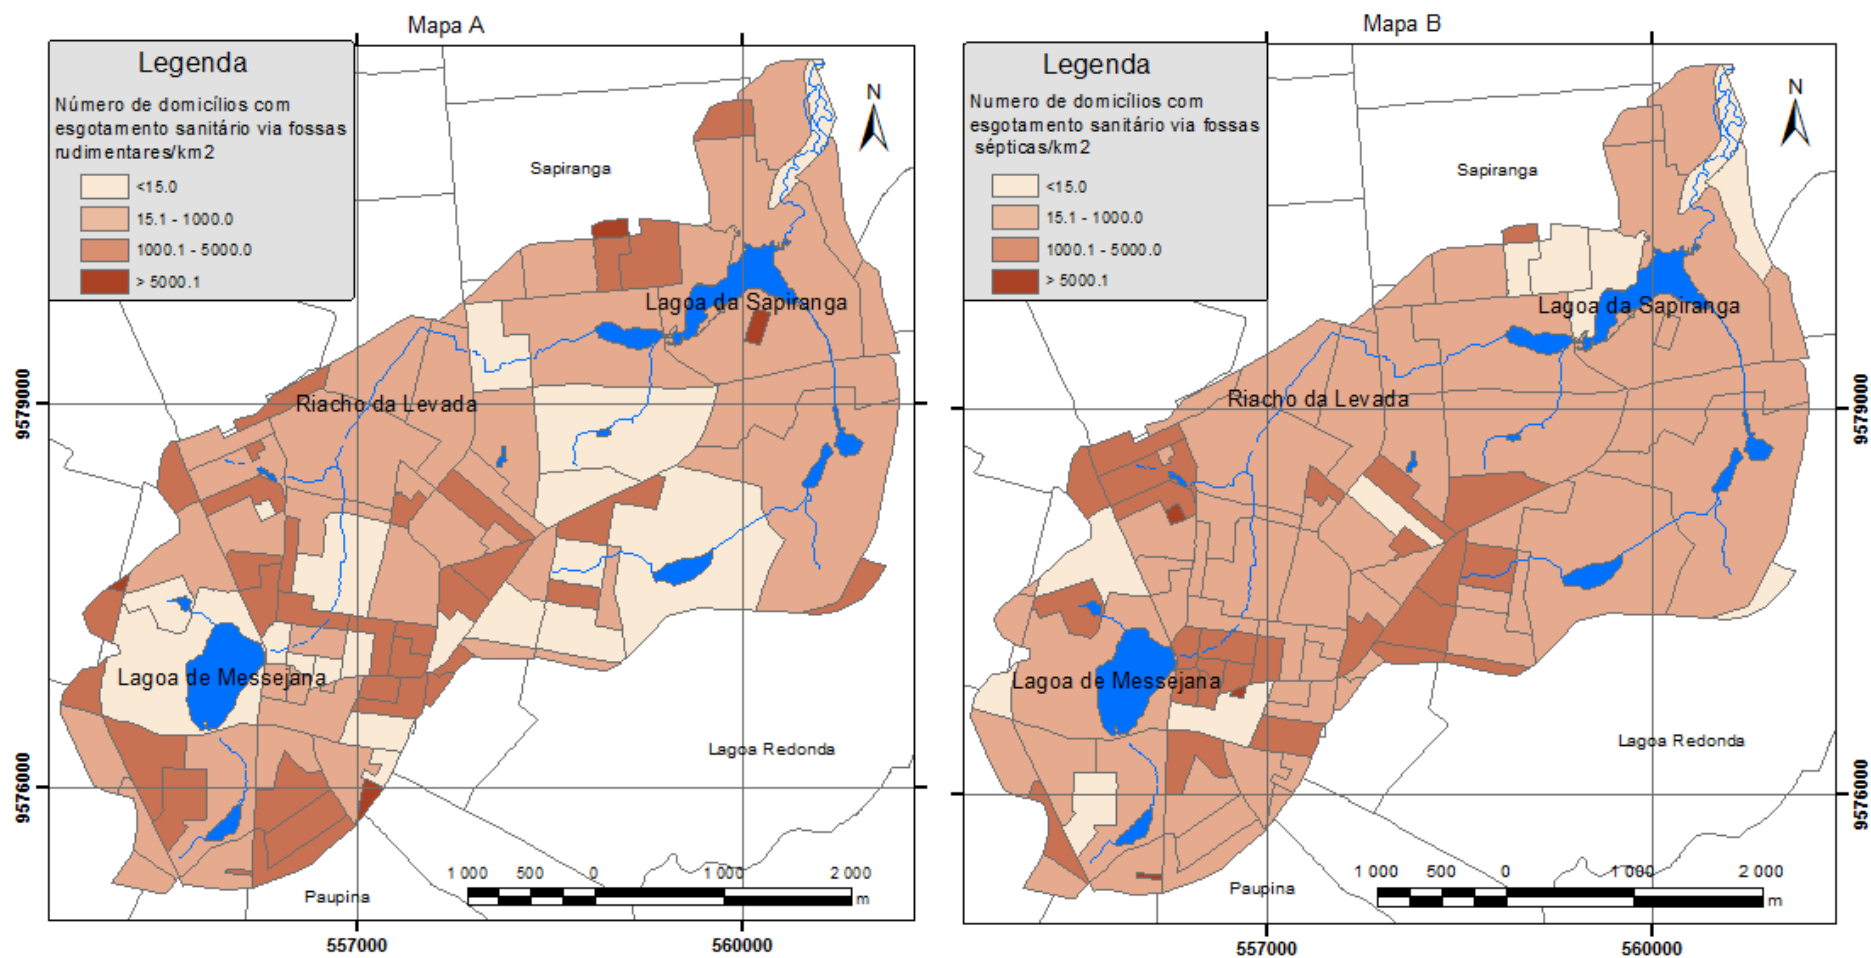 Mapa A
Legenda
Número de domicílios com
esgotamento sanitário via fossas
rudimentares/km2
<15.0
15.1 - 1000.0
1000.1 - 5000.0
> 5000.1
N
Sapiranga
Lagoa da Sapiranga
Riacho da Levada
Lagoa de Messejana
Lagoa Redonda
Paupina
1 000 500 0 1 000 2 000
m
9579000
9576000
557000
560000
Mapa B
Legenda
Numero de domicílios com
esgotamento sanitário via fossas
sépticas/km2
<15.0
15.1 - 1000.0
1000.1 - 5000.0
> 5000.1
N
Sapiranga
Lagoa da Sapiranga
Riacho da Levada
Lagoa de Messejana
Lagoa Redonda
Paupina
1 000 500 0 1 000 2 000
m
9579000
9576000
557000
560000